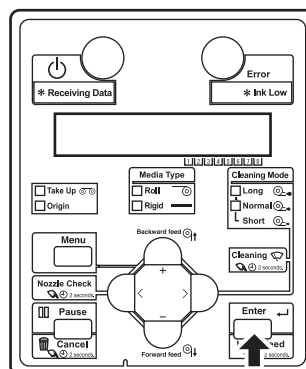 Error
* Receiving Data
* Ink Low
1 2 3 4 5 6 7 8
Media Type
Cleaning Mode
Take Up
Roll
Long
Origin
Rigid
Normal
Short
Backward feed
Menu
Cleaning
2 seconds.
Nozzle Check
2 seconds.
+
< >
−
Pause
Enter
Cancel
2 seconds.
Forward feed
2 seconds.